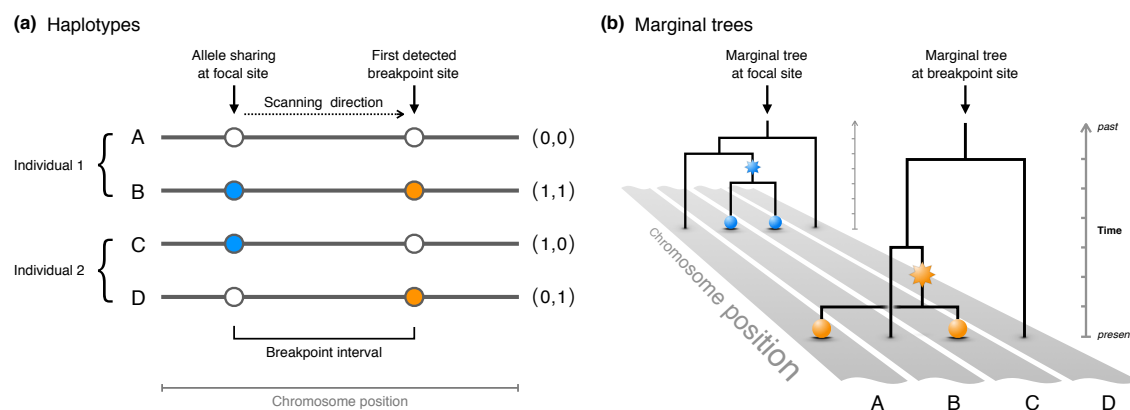 (a) Haplotypes
Allele sharing
at focal site
First detected
breakpoint site
Scanning direction
Individual 1
A
(0,0)
B
(1,1)
Individual 2
C
(1,0)
D
(0,1)
Breakpoint interval
Chromosome position
(b) Marginal trees
Marginal tree
at focal site
Marginal tree
at breakpoint site
past
Time
present
Chromosome position
A B C D